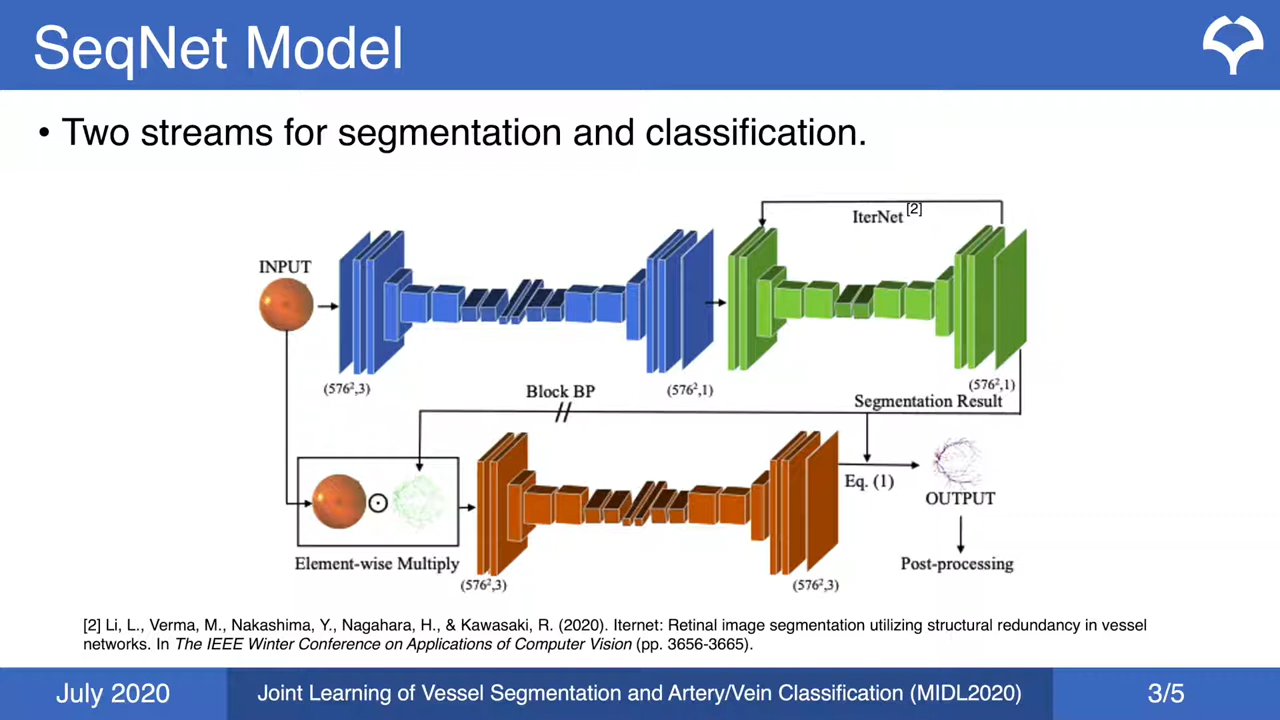 SeqNet Model
• Two streams for segmentation and classification.
IterNet [2]
INPUT
(576²,3)
(576²,1)
(576²,1)
Block BP
Segmentation Result
Eq. (1)
OUTPUT
Element-wise Multiply
Post-processing
(576²,3)
(576²,3)
[2] Li, L., Verma, M., Nakashima, Y., Nagahara, H., & Kawasaki, R. (2020). Iternet: Retinal image segmentation utilizing structural redundancy in vessel
networks. In The IEEE Winter Conference on Applications of Computer Vision (pp. 3656-3665).
July 2020
Joint Learning of Vessel Segmentation and Artery/Vein Classification (MIDL2020)
3/5